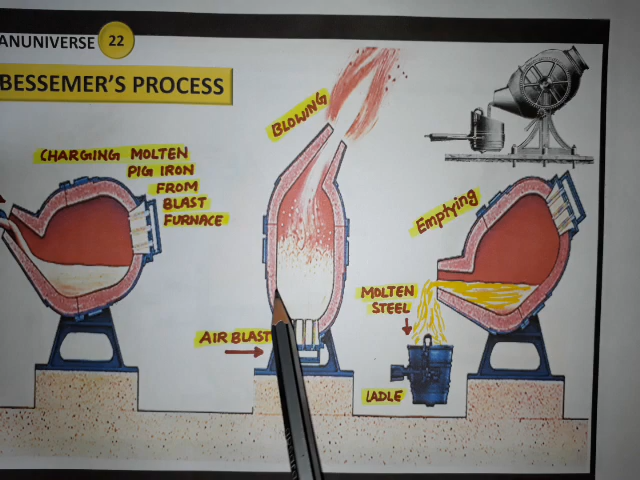 ANUNIVERSE 22
BESSEMER'S PROCESS
CHARGING MOLTEN
PIG IRON
FROM
BLAST
FURNACE
BLOWING
AIR BLAST
Emptying
MOLTEN
STEEL
LADLE